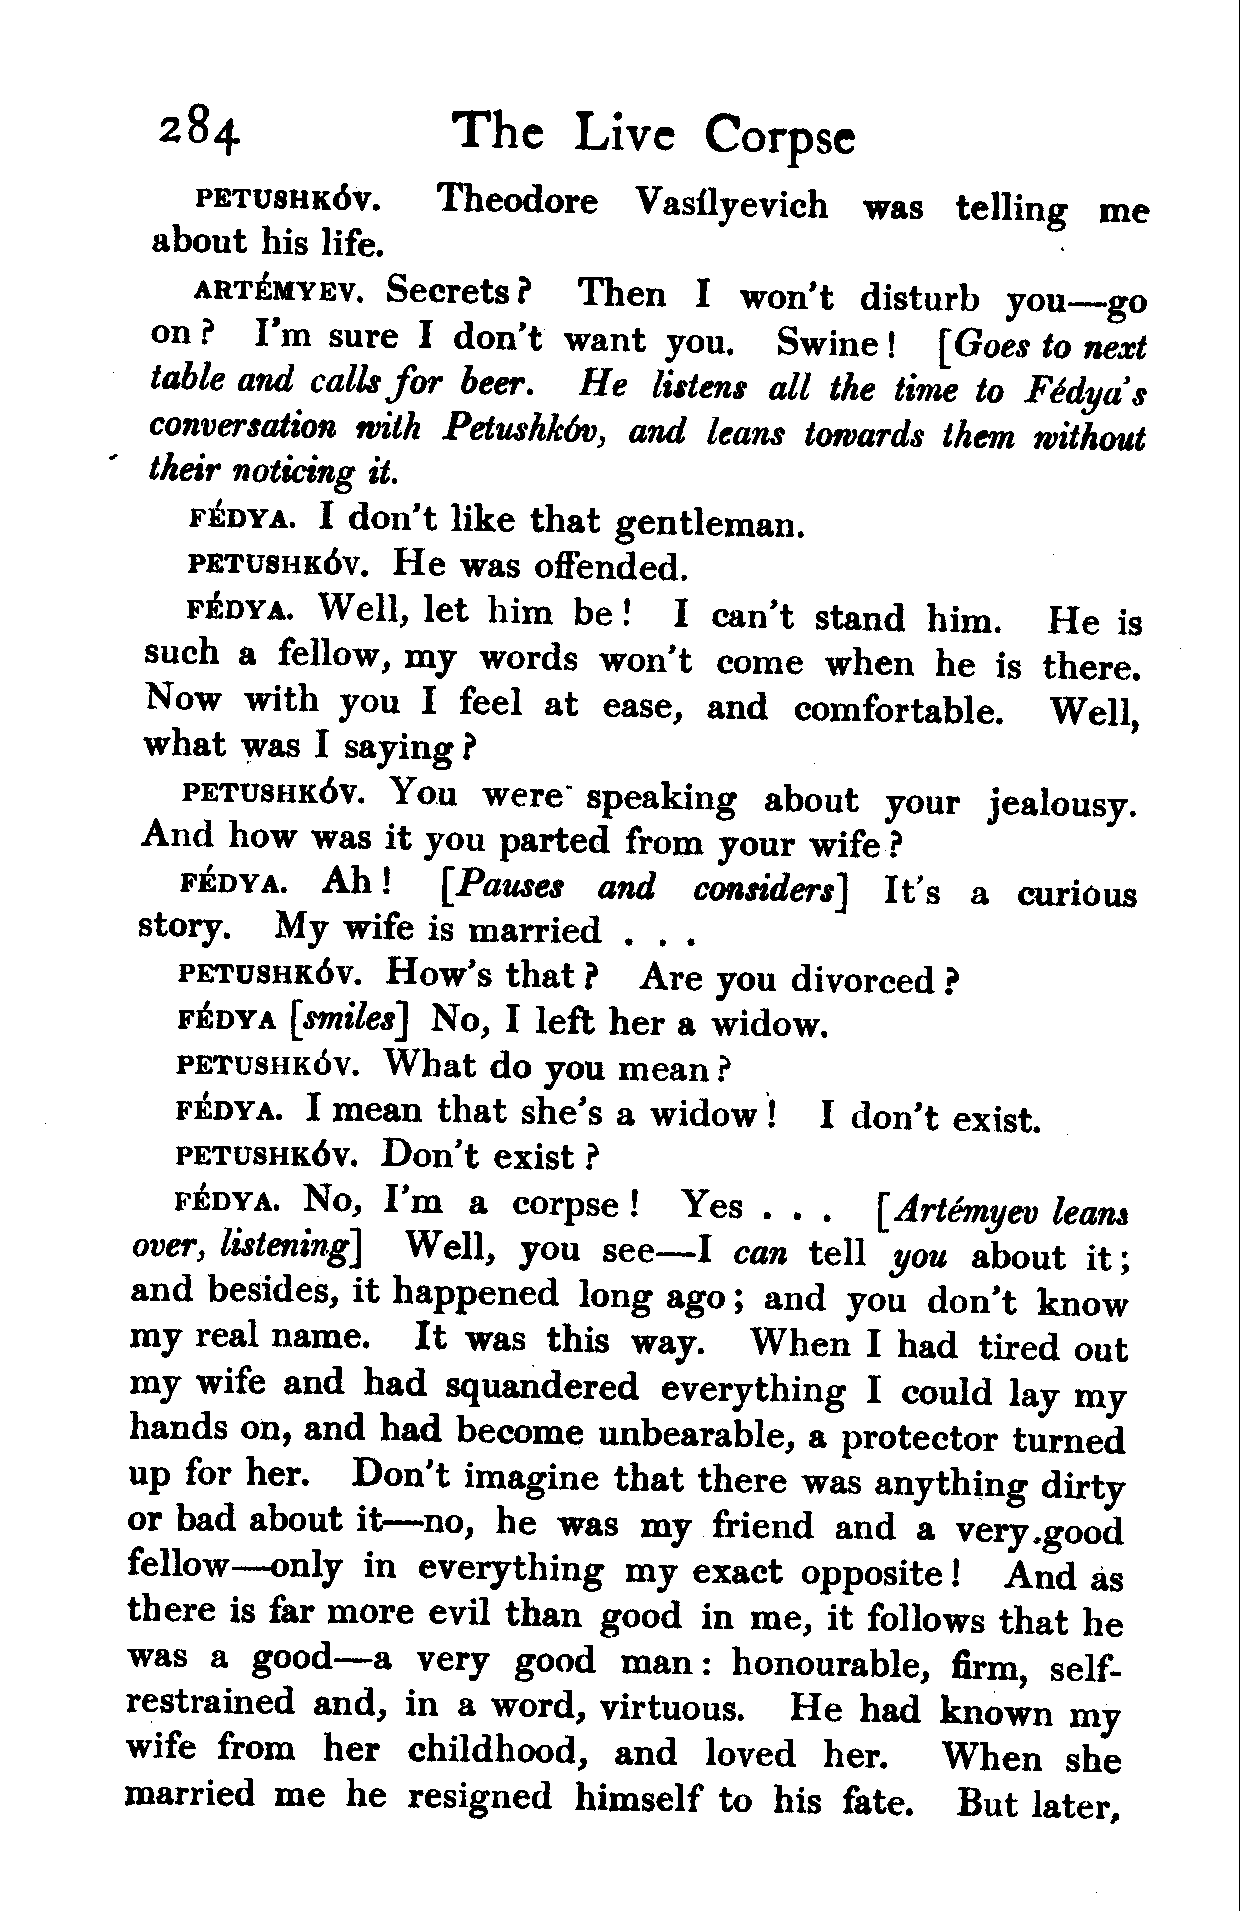 284 The Live Corpse
PETUSHKÓV. Theodore Vasílyevich was telling me
about his life.
ARTÉMYEV. Secrets? Then I won't disturb you—go
on? I'm sure I don't want you. Swine! [Goes to next
table and calls for beer. He listens all the time to Fédya's
conversation with Petushkóv, and leans towards them without
their noticing it.
FÉDYA. I don't like that gentleman.
PETUSHKÓV. He was offended.
FÉDYA. Well, let him be! I can't stand him. He is
such a fellow, my words won't come when he is there.
Now with you I feel at ease, and comfortable. Well,
what was I saying?
PETUSHKÓV. You were speaking about your jealousy.
And how was it you parted from your wife?
FÉDYA. Ah! [Pauses and considers] It's a curious
story. My wife is married . . .
PETUSHKÓV. How's that? Are you divorced?
FÉDYA [smiles] No, I left her a widow.
PETUSHKÓV. What do you mean?
FÉDYA. I mean that she's a widow! I don't exist.
PETUSHKÓV. Don't exist?
FÉDYA. No, I'm a corpse! Yes . . . [Artémyev leans
over, listening] Well, you see—I can tell you about it;
and besides, it happened long ago; and you don't know
my real name. It was this way. When I had tired out
my wife and had squandered everything I could lay my
hands on, and had become unbearable, a protector turned
up for her. Don't imagine that there was anything dirty
or bad about it—no, he was my friend and a very good
fellow—only in everything my exact opposite! And as
there is far more evil than good in me, it follows that he
was a good—a very good man: honourable, firm, self-
restrained and, in a word, virtuous. He had known my
wife from her childhood, and loved her. When she
married me he resigned himself to his fate. But later,